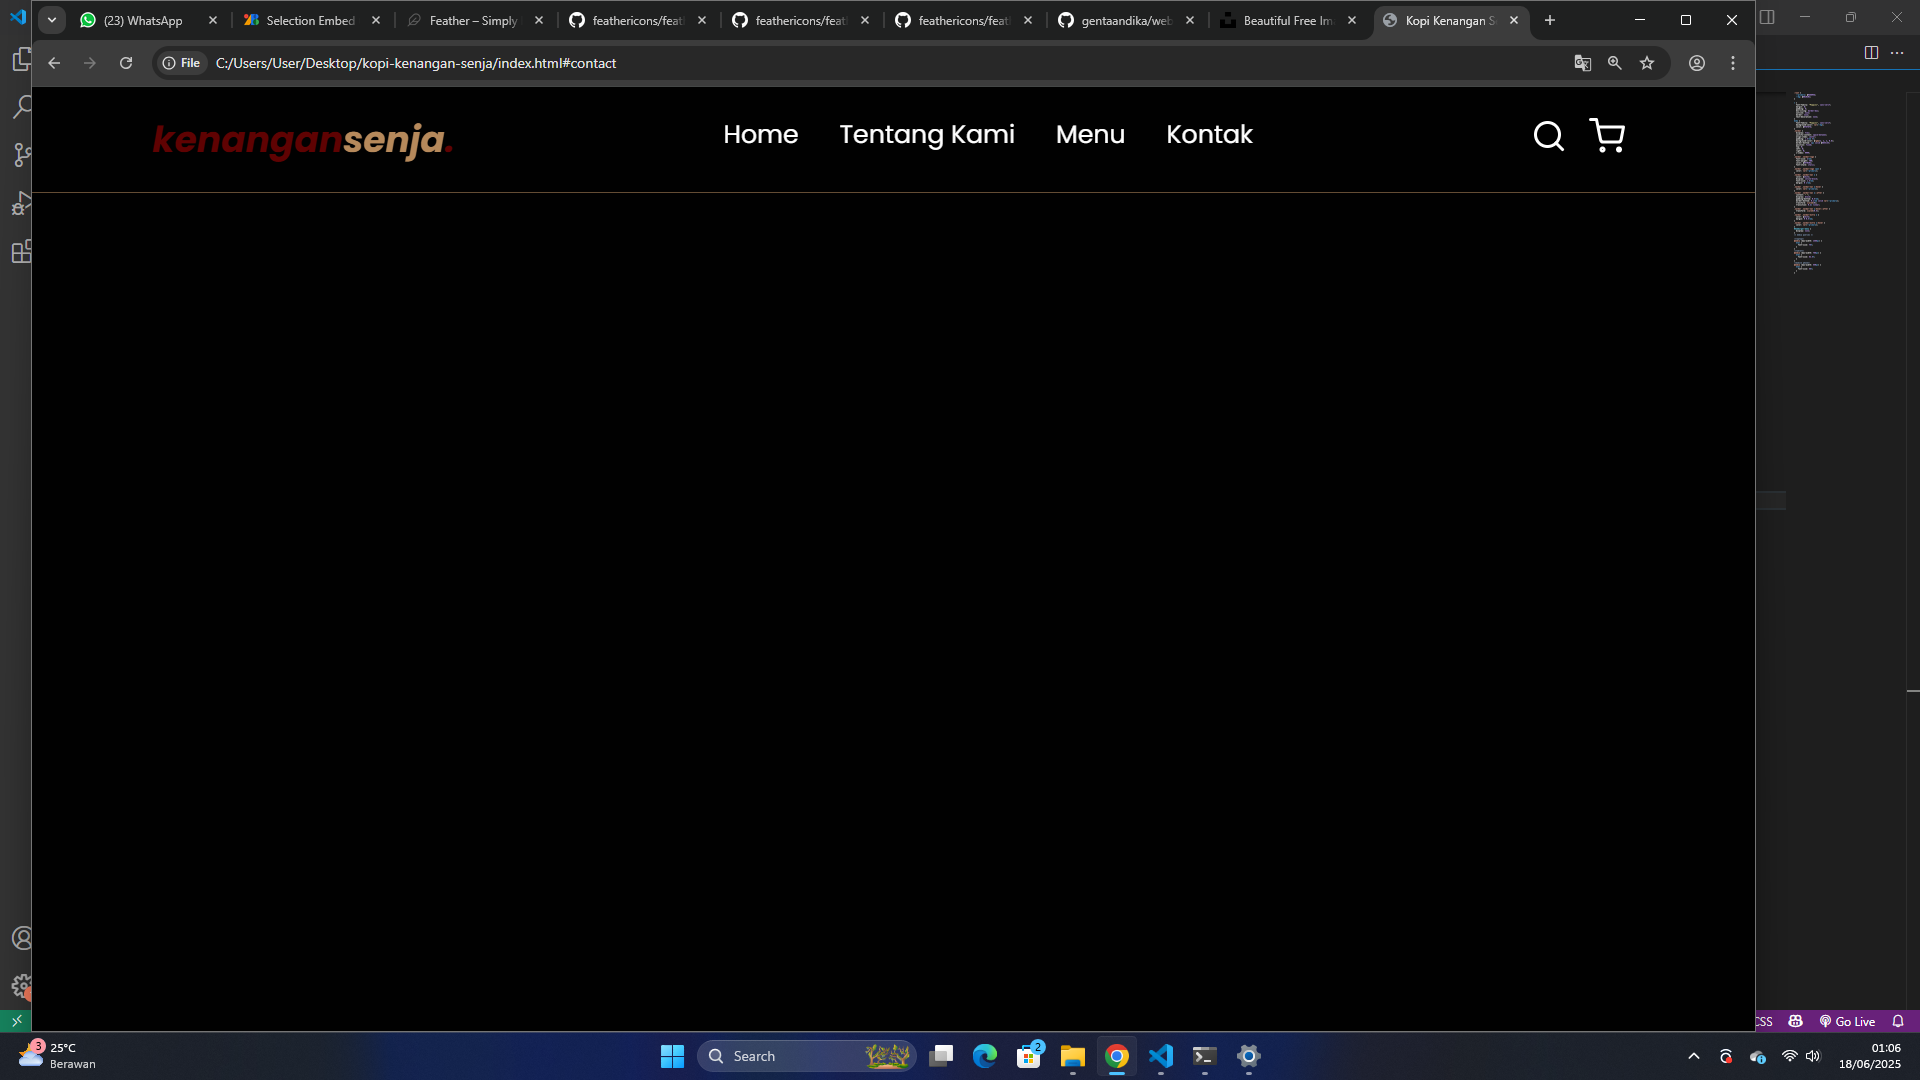 (23) WhatsApp
Selection Embed
Feather – Simply
feathericons/feat
feathericons/feat
feathericons/feat
gentaandika/web
Beautiful Free Im
Kopi Kenangan S
File
C:/Users/User/Desktop/kopi-kenangan-senja/index.html#contact
kenangansenja.
Home
Tentang Kami
Menu
Kontak
CSS
Go Live
3
25°C
Berawan
Search
2
01:06
18/06/2025